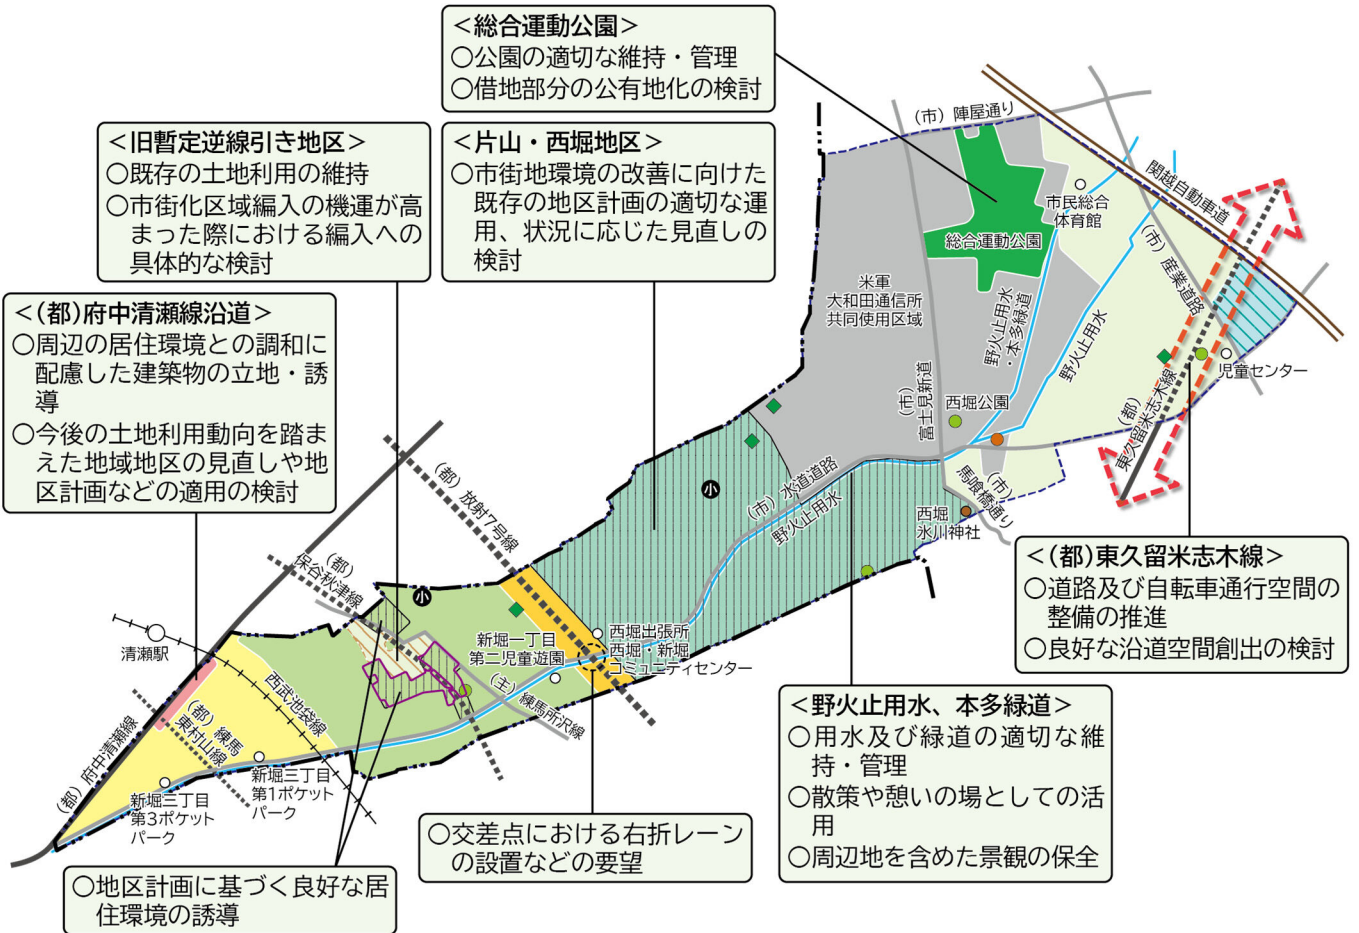 ＜総合運動公園＞
○公園の適切な維持・管理
○借地部分の公有地化の検討
＜旧暫定逆線引き地区＞
○既存の土地利用の維持
○市街化区域編入の機運が高
まった際における編入への
具体的な検討
＜片山・西堀地区＞
○市街地環境の改善に向けた
既存の地区計画の適切な運
用、状況に応じた見直しの
検討
＜(都)府中清瀬線沿道＞
○周辺の居住環境との調和に
配慮した建築物の立地・誘
導
○今後の土地利用動向を踏ま
えた地域地区の見直しや地
区計画などの適用の検討
(市) 陣屋通り
関越自動車道
市民総合
体育館
総合運動公園
(市) 産業道路
米軍
大和田通信所
共同使用区域
野火止用水
・本多緑道
野火止用水
児童センター
(市)
富士見新道
西堀公園
(都)
東久留米志木線
(都) 放射7号線
小
(市) 水道道路
野火止用水
西堀
氷川神社
(市)
馬喰橋通り
(都)
保谷秋津線
小
清瀬駅
新堀一丁目
第二児童遊園
西堀出張所
西堀・新堀
コミュニティセンター
西武池袋線
(主) 練馬所沢線
(都) 練馬
東村山線
(都) 府中清瀬線
新堀三丁目
第1ポケット
パーク
新堀三丁目
第3ポケット
パーク
＜(都)東久留米志木線＞
○道路及び自転車通行空間の
整備の推進
○良好な沿道空間創出の検討
＜野火止用水、本多緑道＞
○用水及び緑道の適切な維
持・管理
○散策や憩いの場としての活
用
○周辺地を含めた景観の保全
○交差点における右折レーン
の設置などの要望
○地区計画に基づく良好な居
住環境の誘導